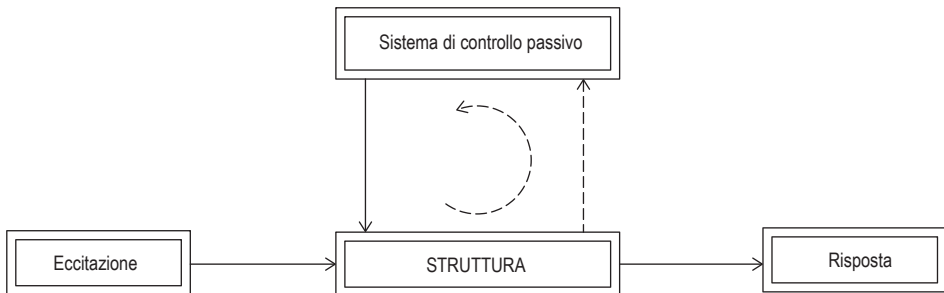 Sistema di controllo passivo
Eccitazione
STRUTTURA
Risposta